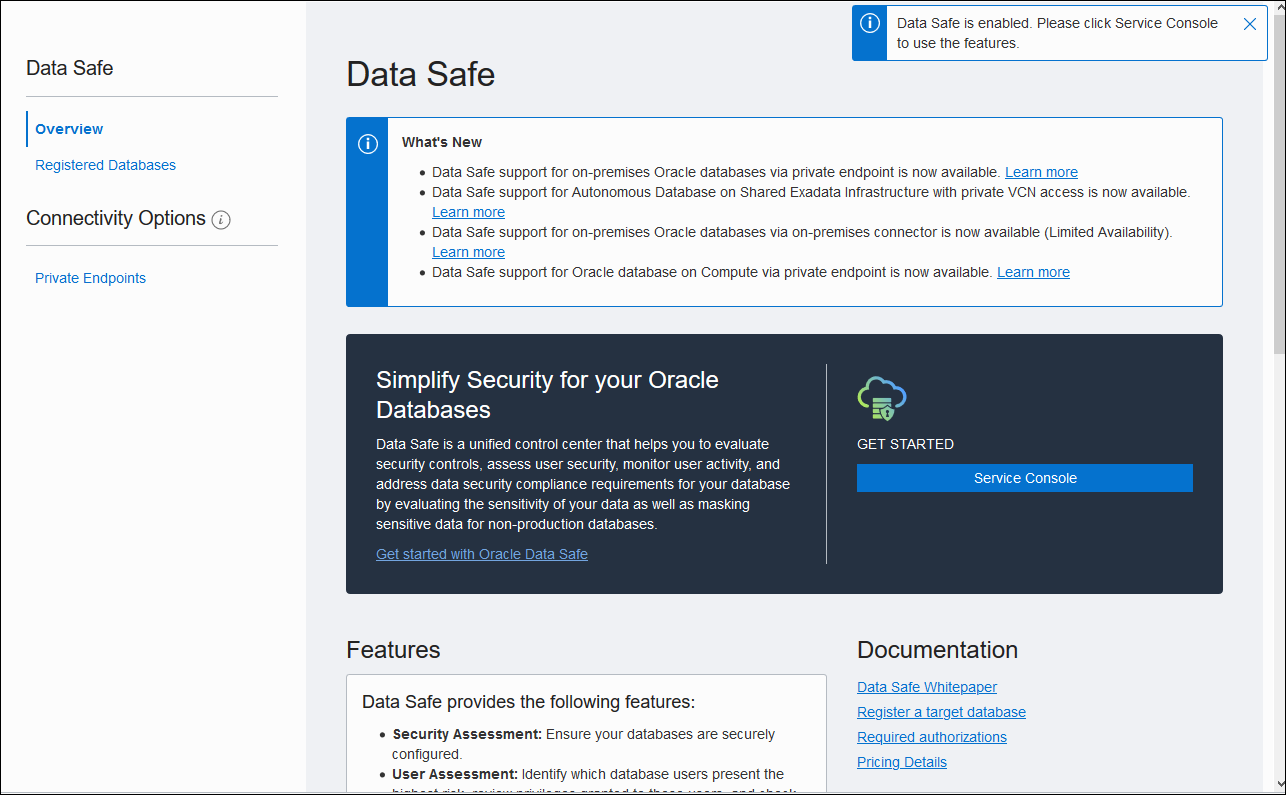 Data Safe is enabled. Please click Service Console
to use the features.
Data Safe
Overview
Registered Databases
Connectivity Options
Private Endpoints
Data Safe
What's New
Data Safe support for on-premises Oracle databases via private endpoint is now available. Learn more
Data Safe support for Autonomous Database on Shared Exadata Infrastructure with private VCN access is now available.
Learn more
Data Safe support for on-premises Oracle databases via on-premises connector is now available (Limited Availability).
Learn more
Data Safe support for Oracle database on Compute via private endpoint is now available. Learn more
Simplify Security for your Oracle
Databases
Data Safe is a unified control center that helps you to evaluate
security controls, assess user security, monitor user activity, and
address data security compliance requirements for your database
by evaluating the sensitivity of your data as well as masking
sensitive data for non-production databases.
Get started with Oracle Data Safe
GET STARTED
Service Console
Features
Data Safe provides the following features:
Security Assessment: Ensure your databases are securely
configured.
User Assessment: Identify which database users present the
highest risk, review privileges granted to these users, and check
Documentation
Data Safe Whitepaper
Register a target database
Required authorizations
Pricing Details